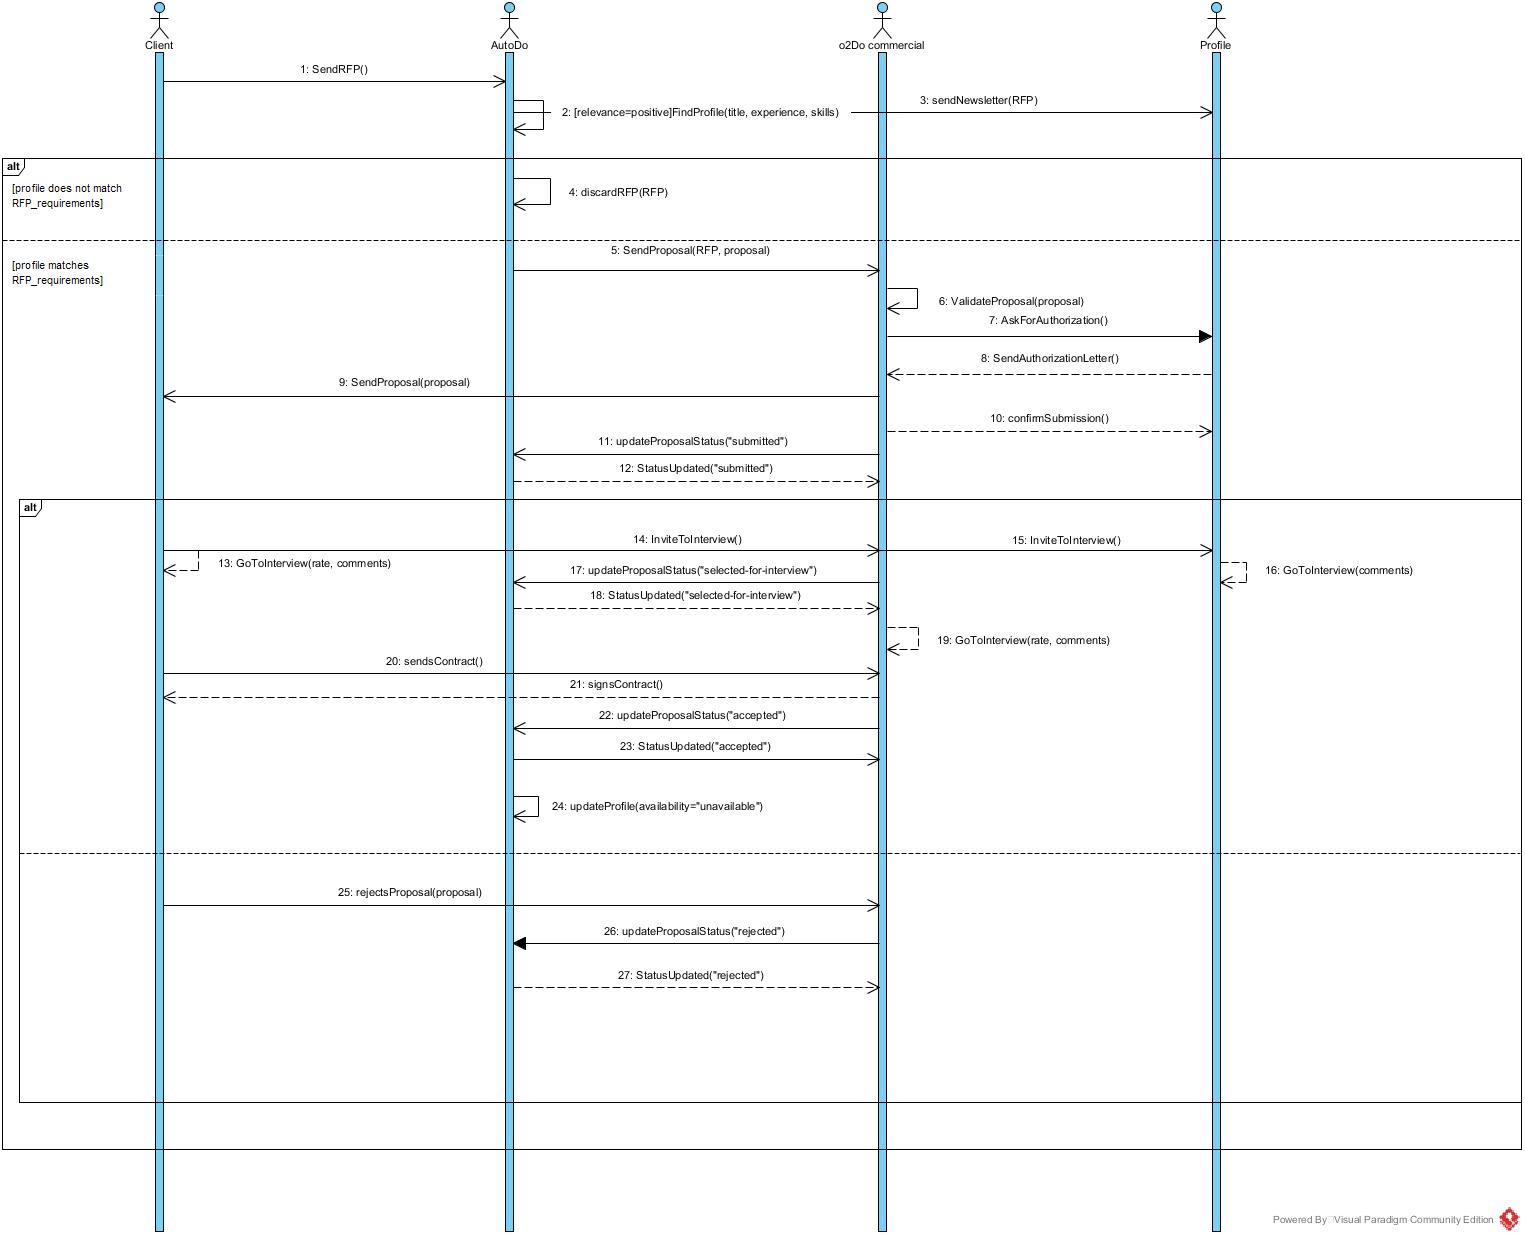 Client
AutoDo
o2Do commercial
Profile
1: SendRFP()
2: [relevance=positive]FindProfile(title, experience, skills)
3: sendNewsletter(RFP)
alt
[profile does not match
RFP_requirements]
4: discardRFP(RFP)
5: SendProposal(RFP, proposal)
[profile matches
RFP_requirements]
6: ValidateProposal(proposal)
7: AskForAuthorization()
8: SendAuthorizationLetter()
9: SendProposal(proposal)
10: confirmSubmission()
11: updateProposalStatus("submitted")
12: StatusUpdated("submitted")
alt
13: GoToInterview(rate, comments)
14: InviteToInterview()
15: InviteToInterview()
16: GoToInterview(comments)
17: updateProposalStatus("selected-for-interview")
18: StatusUpdated("selected-for-interview")
19: GoToInterview(rate, comments)
20: sendsContract()
21: signsContract()
22: updateProposalStatus("accepted")
23: StatusUpdated("accepted")
24: updateProfile(availability="unavailable")
25: rejectsProposal(proposal)
26: updateProposalStatus("rejected")
27: StatusUpdated("rejected")
Powered By Visual Paradigm Community Edition